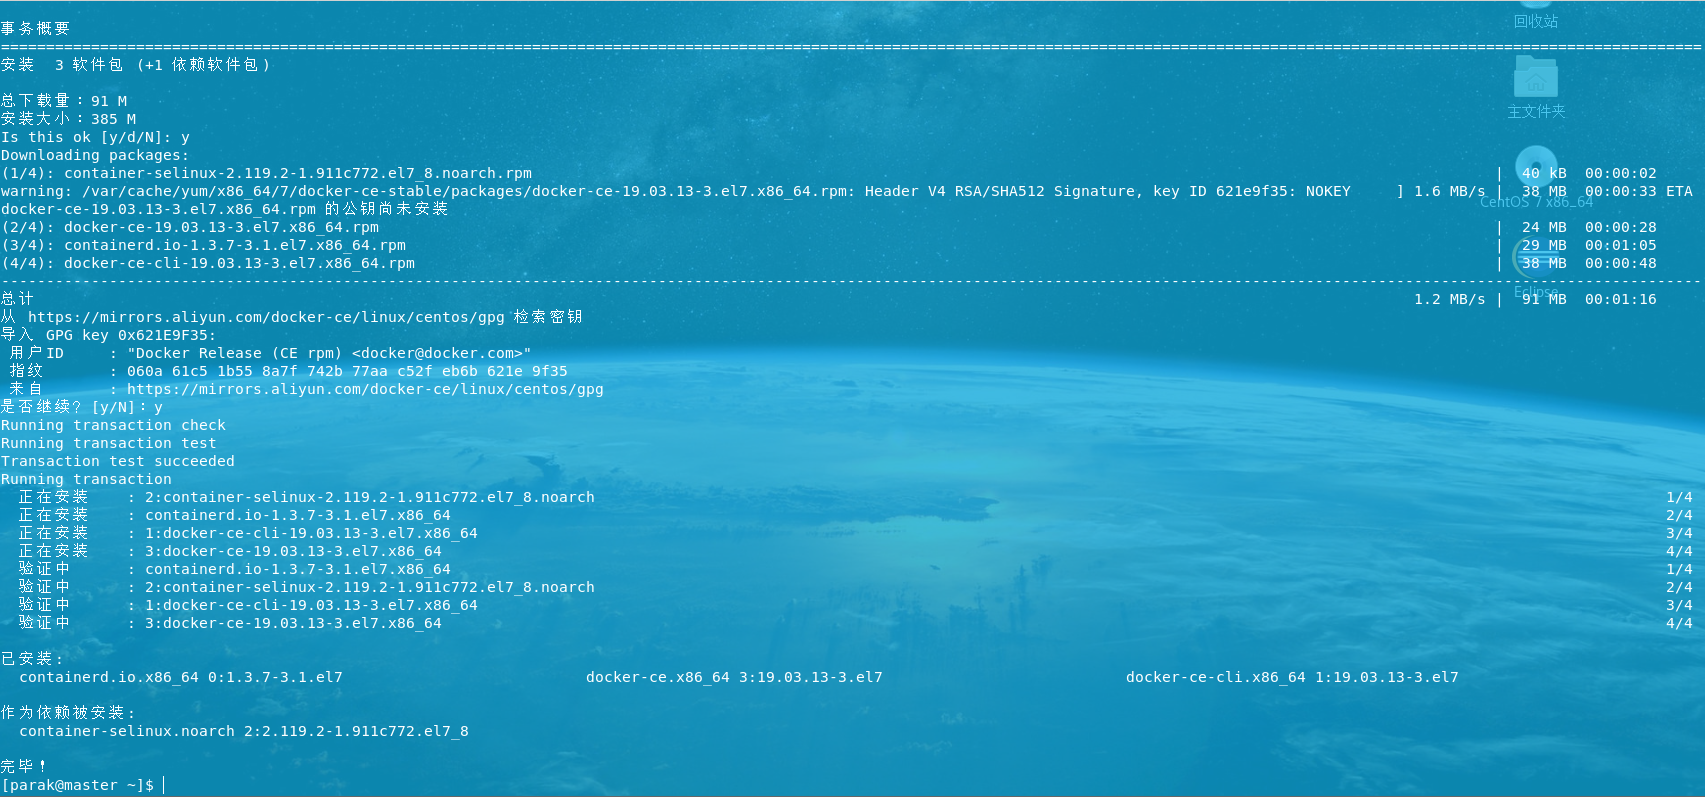 事务概要
================================================================================
安装  3 软件包 (+1 依赖软件包)
总下载量：91 M
安装大小：385 M
Is this ok [y/d/N]: y
Downloading packages:
(1/4): container-selinux-2.119.2-1.911c772.el7_8.noarch.rpm | 40 kB 00:00:02
warning: /var/cache/yum/x86_64/7/docker-ce-stable/packages/docker-ce-19.03.13-3.el7.x86_64.rpm: Header V4 RSA/SHA512 Signature, key ID 621e9f35: NOKEY ] 1.6 MB/s | 38 MB 00:00:33 ETA
docker-ce-19.03.13-3.el7.x86_64.rpm 的公钥尚未安装
(2/4): docker-ce-19.03.13-3.el7.x86_64.rpm | 24 MB 00:00:28
(3/4): containerd.io-1.3.7-3.1.el7.x86_64.rpm | 29 MB 00:01:05
(4/4): docker-ce-cli-19.03.13-3.el7.x86_64.rpm | 38 MB 00:00:48
--------------------------------------------------------------------------------
总计 1.2 MB/s | 91 MB 00:01:16
从 https://mirrors.aliyun.com/docker-ce/linux/centos/gpg 检索密钥
导入 GPG key 0x621E9F35:
用户ID : "Docker Release (CE rpm) <docker@docker.com>"
指纹 : 060a 61c5 1b55 8a7f 742b 77aa c52f eb6b 621e 9f35
来自 : https://mirrors.aliyun.com/docker-ce/linux/centos/gpg
是否继续？[y/N]：y
Running transaction check
Running transaction test
Transaction test succeeded
Running transaction
正在安装 : 2:container-selinux-2.119.2-1.911c772.el7_8.noarch 1/4
正在安装 : containerd.io-1.3.7-3.1.el7.x86_64 2/4
正在安装 : 1:docker-ce-cli-19.03.13-3.el7.x86_64 3/4
正在安装 : 3:docker-ce-19.03.13-3.el7.x86_64 4/4
验证中 : containerd.io-1.3.7-3.1.el7.x86_64 1/4
验证中 : 2:container-selinux-2.119.2-1.911c772.el7_8.noarch 2/4
验证中 : 1:docker-ce-cli-19.03.13-3.el7.x86_64 3/4
验证中 : 3:docker-ce-19.03.13-3.el7.x86_64 4/4
已安装:
containerd.io.x86_64 0:1.3.7-3.1.el7 docker-ce.x86_64 3:19.03.13-3.el7 docker-ce-cli.x86_64 1:19.03.13-3.el7
作为依赖被安装:
container-selinux.noarch 2:2.119.2-1.911c772.el7_8
完毕！
[parak@master ~]$
回收站
主文件夹
CentOS 7 x86_64
Eclipse